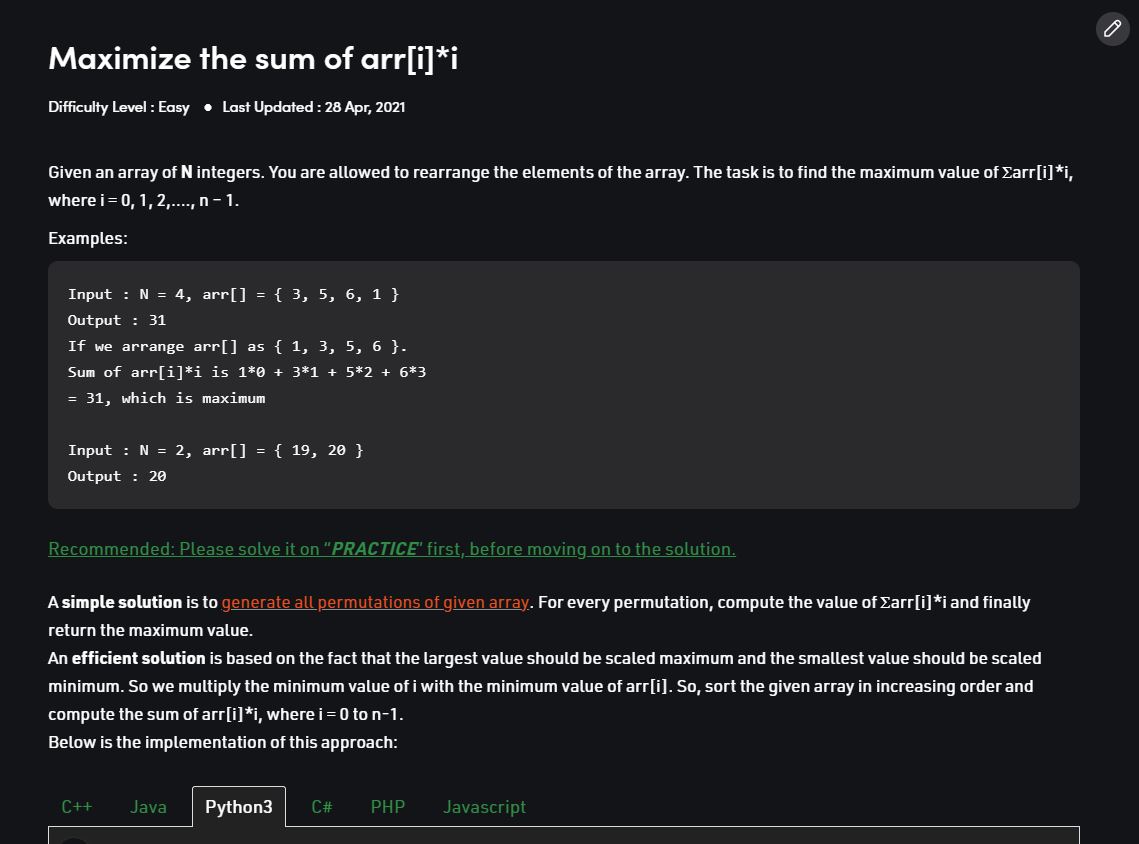 Maximize the sum of arr[i]*i
Difficulty Level : Easy ● Last Updated : 28 Apr, 2021
Given an array of N integers. You are allowed to rearrange the elements of the array. The task is to find the maximum value of Σarr[i]*i,
where i = 0, 1, 2,...., n – 1.
Examples:
Input : N = 4, arr[] = { 3, 5, 6, 1 }
Output : 31
If we arrange arr[] as { 1, 3, 5, 6 }.
Sum of arr[i]*i is 1*0 + 3*1 + 5*2 + 6*3
= 31, which is maximum
Input : N = 2, arr[] = { 19, 20 }
Output : 20
Recommended: Please solve it on “PRACTICE” first, before moving on to the solution.
A simple solution is to generate all permutations of given array. For every permutation, compute the value of Σarr[i]*i and finally
return the maximum value.
An efficient solution is based on the fact that the largest value should be scaled maximum and the smallest value should be scaled
minimum. So we multiply the minimum value of i with the minimum value of arr[i]. So, sort the given array in increasing order and
compute the sum of arr[i]*i, where i = 0 to n-1.
Below is the implementation of this approach:
C++ Java Python3 C# PHP Javascript